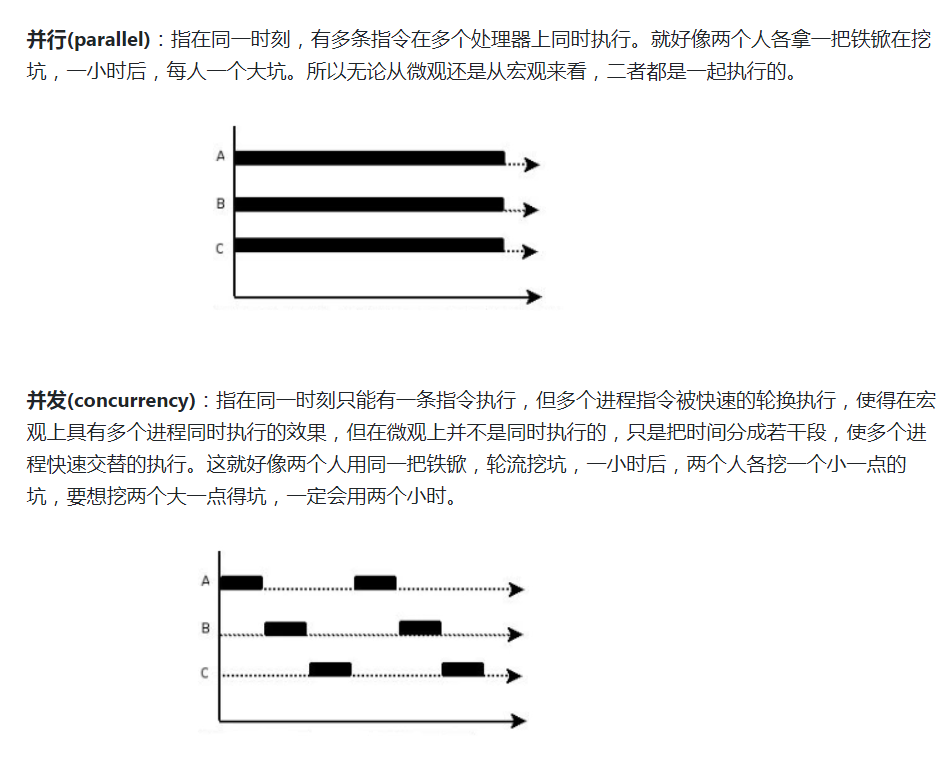 并行(parallel)：指在同一时刻，有多条指令在多个处理器上同时执行。就好像两个人各拿一把铁锨在挖
坑，一小时后，每人一个大坑。所以无论从微观还是从宏观来看，二者都是一起执行的。
A
B
C
并发(concurrency)：指在同一时刻只能有一条指令执行，但多个进程指令被快速的轮换执行，使得在宏
观上具有多个进程同时执行的效果，但在微观上并不是同时执行的，只是把时间分成若干段，使多个进
程快速交替的执行。这就好像两个人用同一把铁锨，轮流挖坑，一小时后，两个人各挖一个小一点的
坑，要想挖两个大一点得坑，一定会用两个小时。
A
B
C